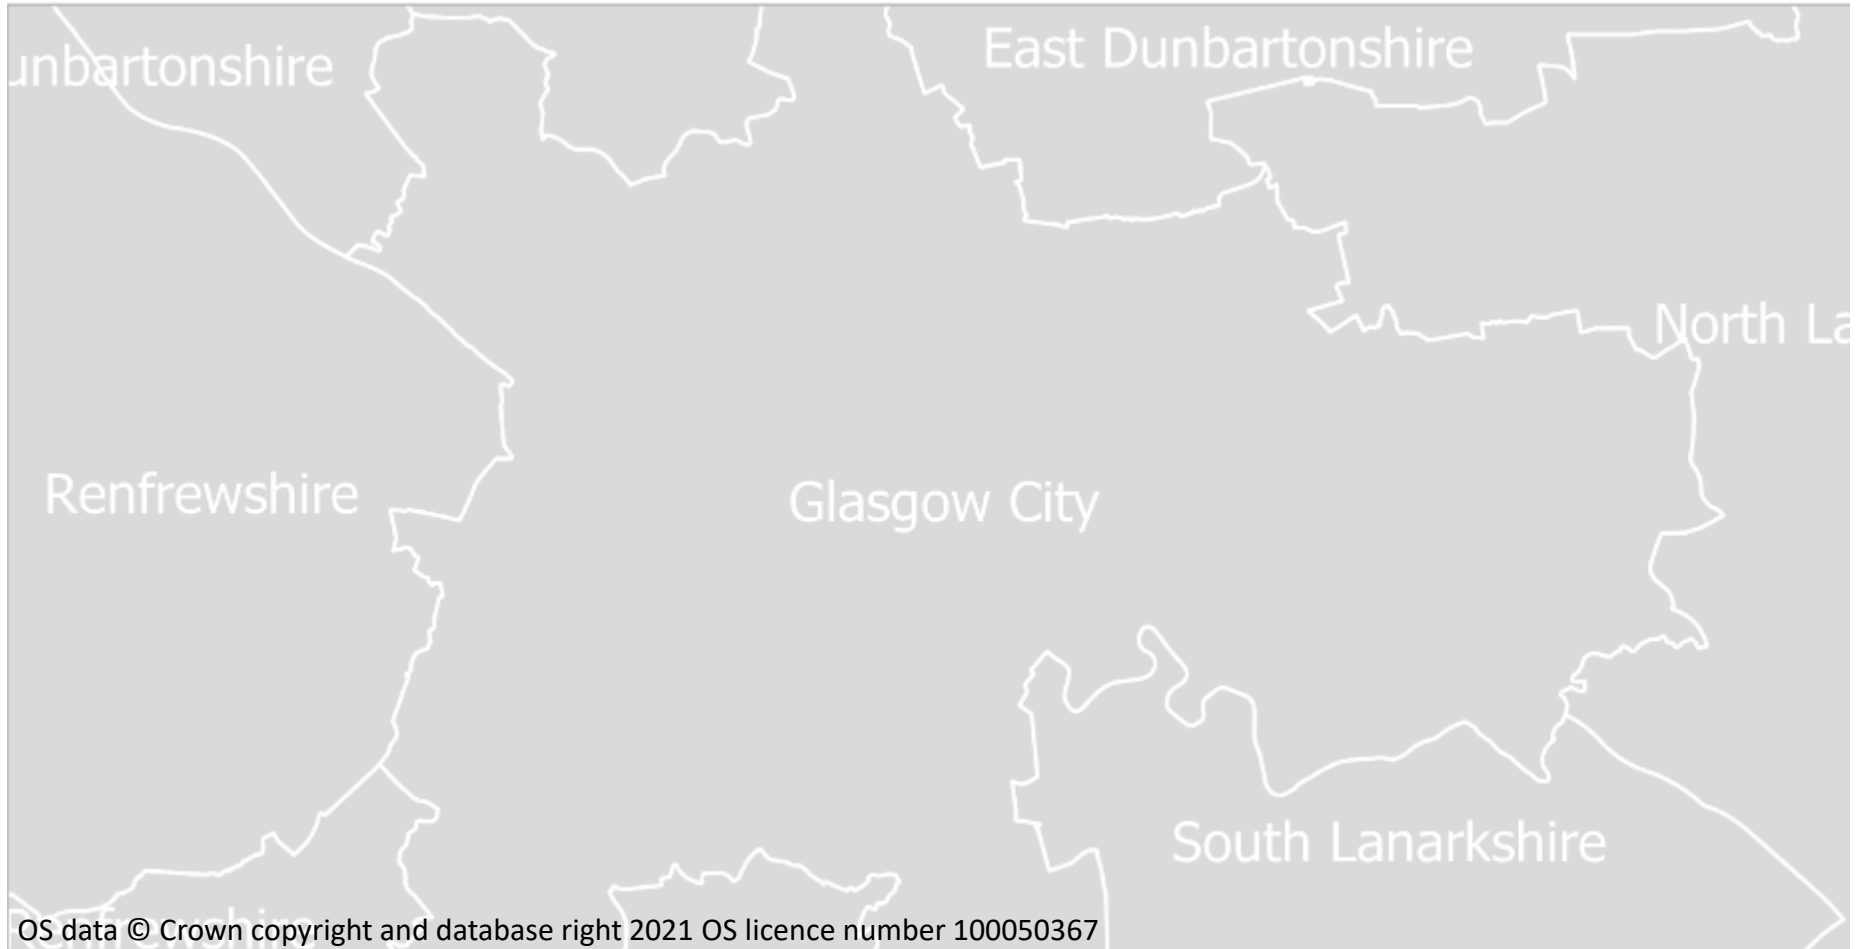 East Dunbartonshire
unbartonshire
North La
Renfrewshire
Glasgow City
South Lanarkshire
Renfrewshire
OS data © Crown copyright and database right 2021 OS licence number 100050367